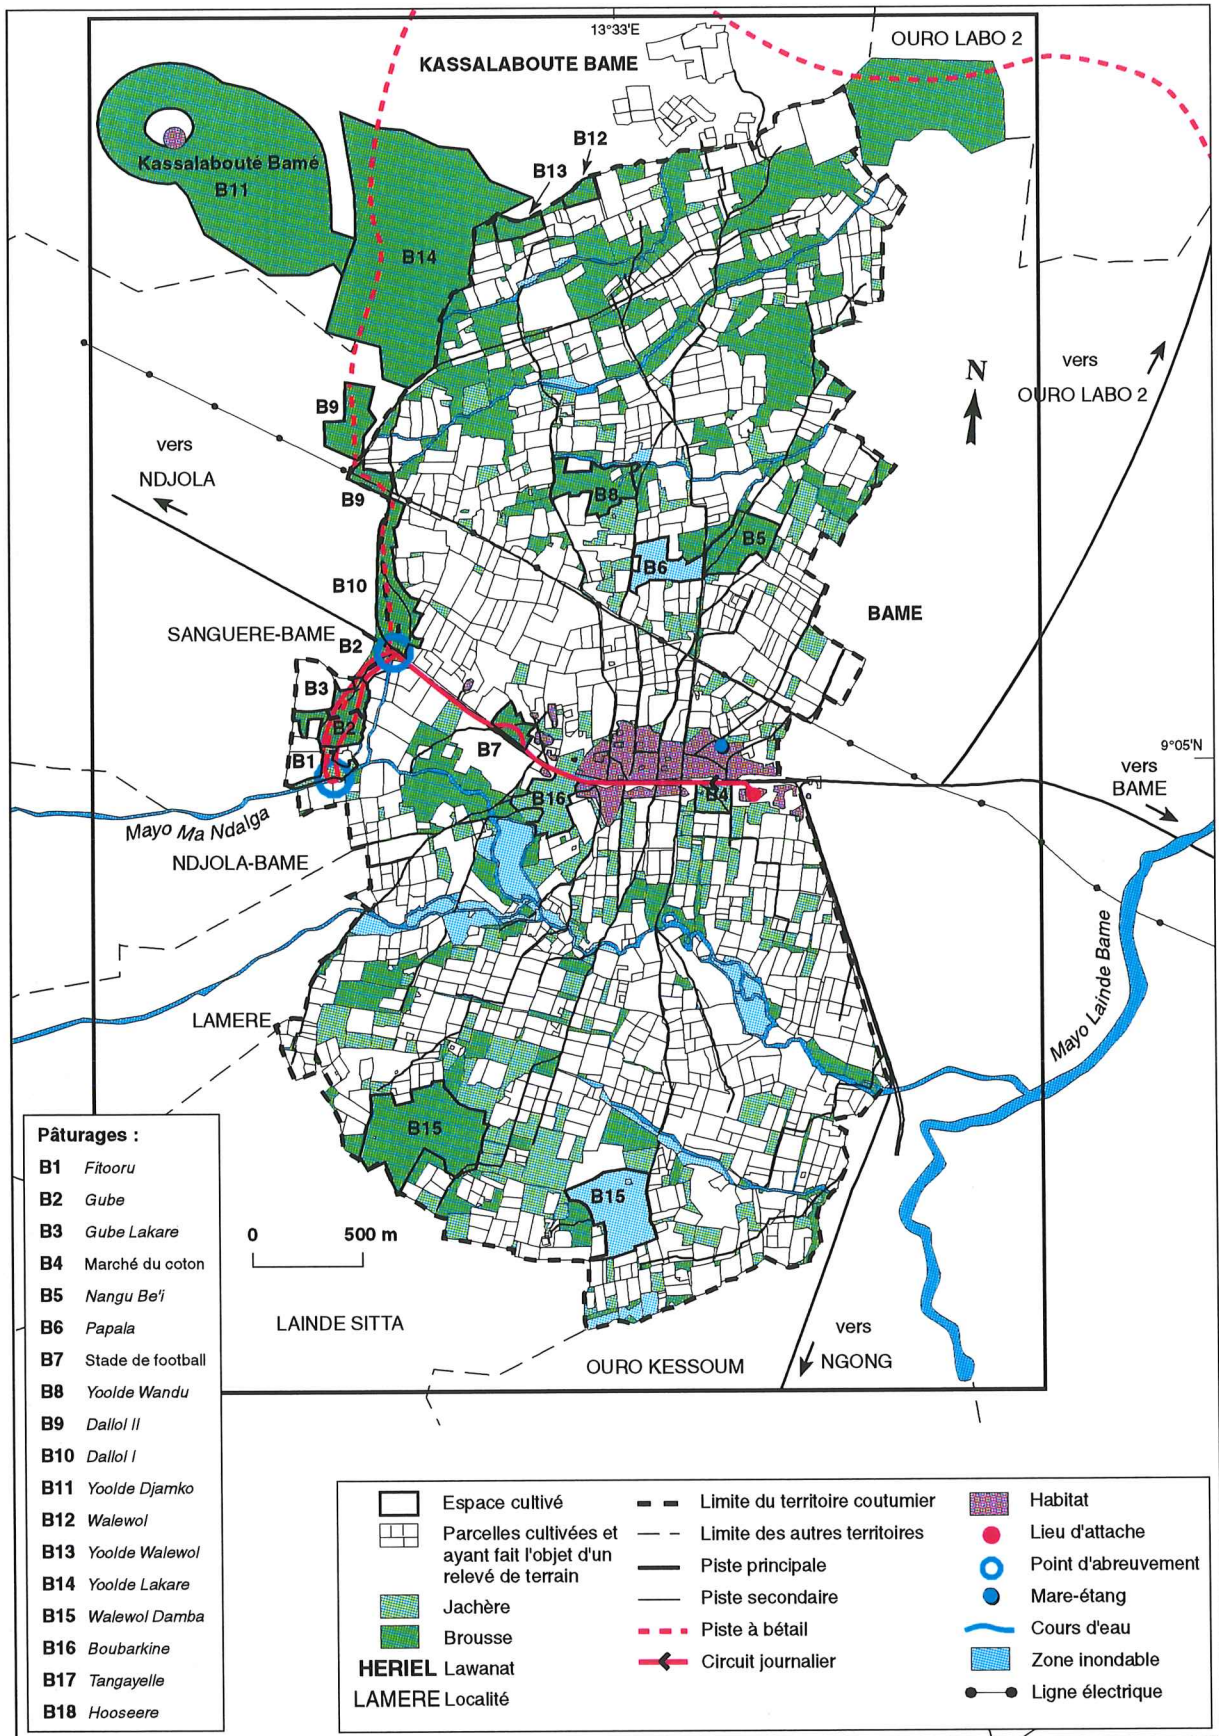 13°33'E
OURO LABO 2
KASSALABOUTE BAME
B12
B13
Kassalabouté Bamé
B11
B14
vers
OURO LABO 2
N
B9
vers
NDJOLA
B9
B8
B5
B6
B10
BAME
SANGUERE-BAME
B2
B3
B2
B7
B1
9°05'N
vers
BAME
B4
B16
Mayo Ma Ndalga
NDJOLA-BAME
Mayo Lainde Bame
LAMERE
B15
B15
0 500 m
LAINDE SITTA
OURO KESSOUM
vers
NGONG
Pâturages :
B1 Fitooru
B2 Gube
B3 Gube Lakare
B4 Marché du coton
B5 Nangu Be'i
B6 Papala
B7 Stade de football
B8 Yoolde Wandu
B9 Dallol II
B10 Dallol I
B11 Yoolde Djamko
B12 Walewol
B13 Yoolde Walewol
B14 Yoolde Lakare
B15 Walewol Damba
B16 Boubarkine
B17 Tangayelle
B18 Hooseere
Espace cultivé
Parcelles cultivées et
ayant fait l'objet d'un
relevé de terrain
Jachère
Brousse
HERIEL Lawanat
LAMERE Localité
Limite du territoire coutumier
Limite des autres territoires
Piste principale
Piste secondaire
Piste à bétail
Circuit journalier
Habitat
Lieu d'attache
Point d'abreuvement
Mare-étang
Cours d'eau
Zone inondable
Ligne électrique